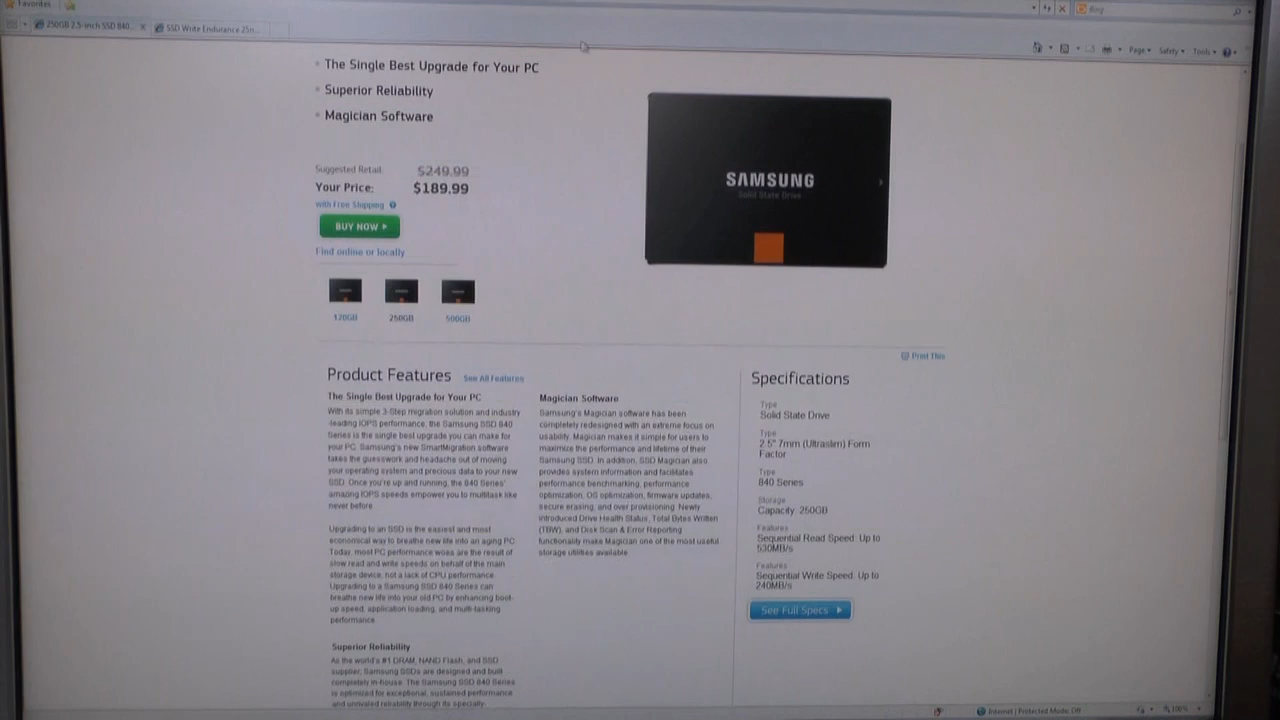 Favorites
250GB 2.5-inch SSD 840...
SSD Write Endurance 25n...
Bing
Page
Safety
Tools
The Single Best Upgrade for Your PC
Superior Reliability
Magician Software
Suggested Retail: $249.99
Your Price: $189.99
with Free Shipping
BUY NOW
Find online or locally
120GB
250GB
500GB
SAMSUNG
Solid State Drive
Print This
Product Features
See All Features
The Single Best Upgrade for Your PC
With its simple 3-Step migration solution and industry
-leading IOPS performance, the Samsung SSD 840
Series is the single best upgrade you can make for
your PC. Samsung's new SmartMigration software
takes the guesswork and headache out of moving
your operating system and precious data to your new
SSD. Once you're up and running, the 840 Series'
amazing IOPS speeds empower you to multitask like
never before.
Upgrading to an SSD is the easiest and most
economical way to breathe new life into an aging PC.
Today, most PC performance woes are the result of
slow read and write speeds on behalf of the main
storage device, not a lack of CPU performance.
Upgrading to a Samsung SSD 840 Series can
breathe new life into your old PC by enhancing boot-
up speed, application loading, and multi-tasking
performance.
Superior Reliability
As the world's #1 DRAM, NAND Flash, and SSD
supplier, Samsung SSDs are designed and built
completely in-house. The Samsung SSD 840 Series
is optimized for exceptional, sustained performance
and unrivaled reliability through its specially-
Magician Software
Samsung's Magician software has been
completely redesigned with an extreme focus on
usability. Magician makes it simple for users to
maximize the performance and lifetime of their
Samsung SSD. In addition, SSD Magician also
provides system information and facilitates
performance benchmarking, performance
optimization, OS optimization, firmware updates,
secure erasing, and over provisioning. Newly
introduced Drive Health Status, Total Bytes Written
(TBW), and Disk Scan & Error Reporting
functionality make Magician one of the most useful
storage utilities available.
Specifications
Type
Solid State Drive
Type
2.5" 7mm (Ultraslim) Form
Factor
Type
840 Series
Storage
Capacity: 250GB
Features
Sequential Read Speed: Up to
530MB/s
Features
Sequential Write Speed: Up to
240MB/s
See Full Specs
Internet | Protected Mode: Off
100%